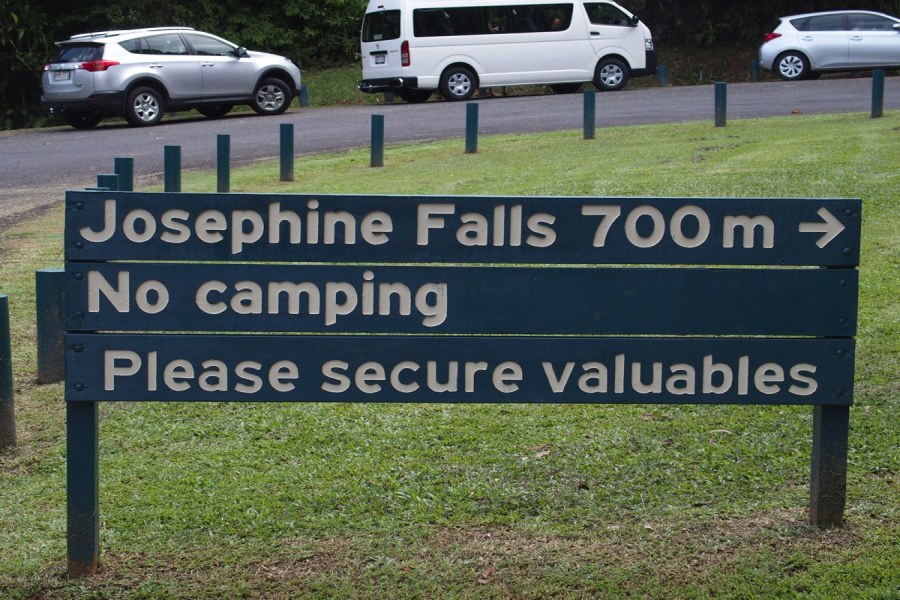 Josephine Falls 700 m →
No camping
Please secure valuables